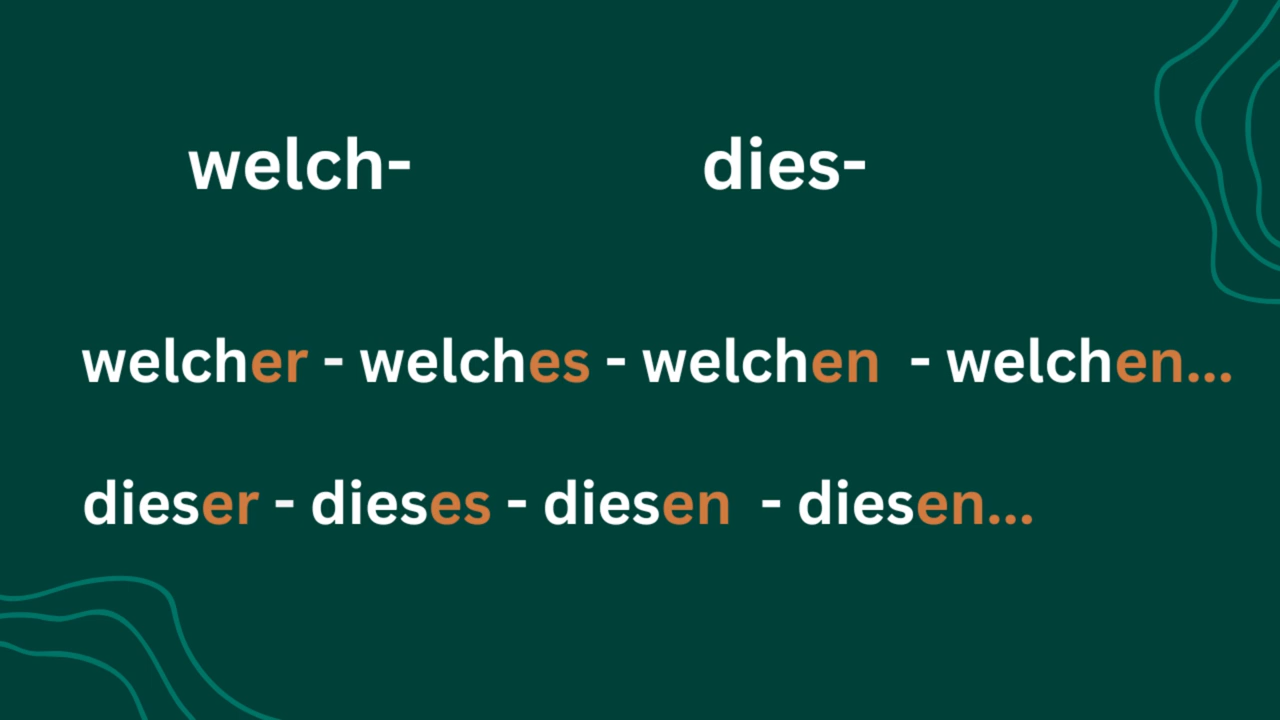 welch- dies-
welcher - welches - welchen - welchen...
dieser - dieses - diesen - diesen...